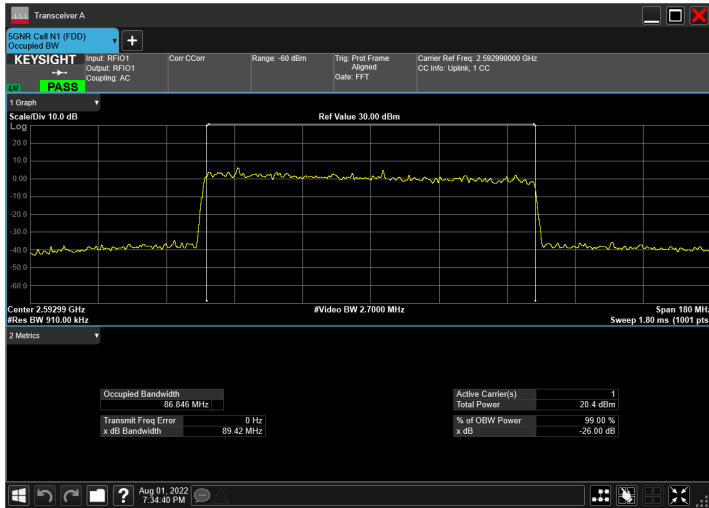 Transceiver A
5GNR Cell N1 (FDD)
Occupied BW
KEYSIGHT
LXI
PASS
Input: RFIO1
Output: RFIO1
Coupling: AC
Corr CCorr
Range: -60 dBm
Trig: Prot Frame
Aligned
Gate: FFT
Carrier Ref Freq: 2.592990000 GHz
CC Info: Uplink, 1 CC
1 Graph
Scale/Div 10.0 dB
Ref Value 30.00 dBm
Log
20.0
10.0
0.00
-10.0
-20.0
-30.0
-40.0
-50.0
-60.0
Center 2.59299 GHz
#Video BW 2.7000 MHz
Span 180 MHz
#Res BW 910.00 kHz
Sweep 1.80 ms (1001 pts
2 Metrics
Occupied Bandwidth
86.846 MHz
Transmit Freq Error 0 Hz
x dB Bandwidth 89.42 MHz
Active Carrier(s) 1
Total Power 20.4 dBm
% of OBW Power 99.00 %
x dB -26.00 dB
Aug 01, 2022
7:34:40 PM